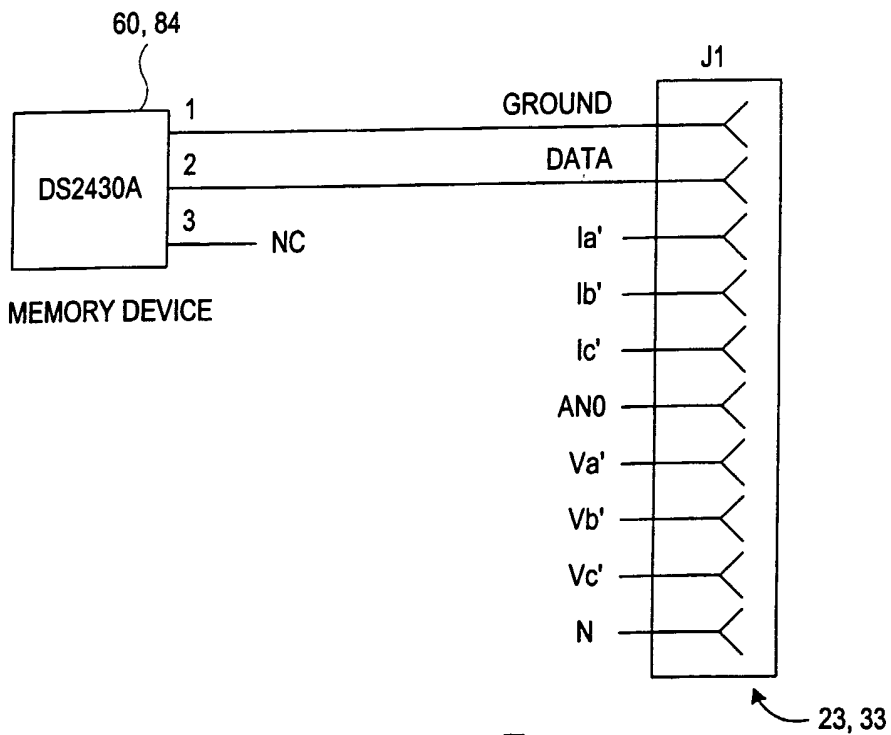 60, 84
J1
1
GROUND
2
DATA
DS2430A
3
NC
MEMORY DEVICE
Ia'
Ib'
Ic'
AN0
Va'
Vb'
Vc'
N
23, 33